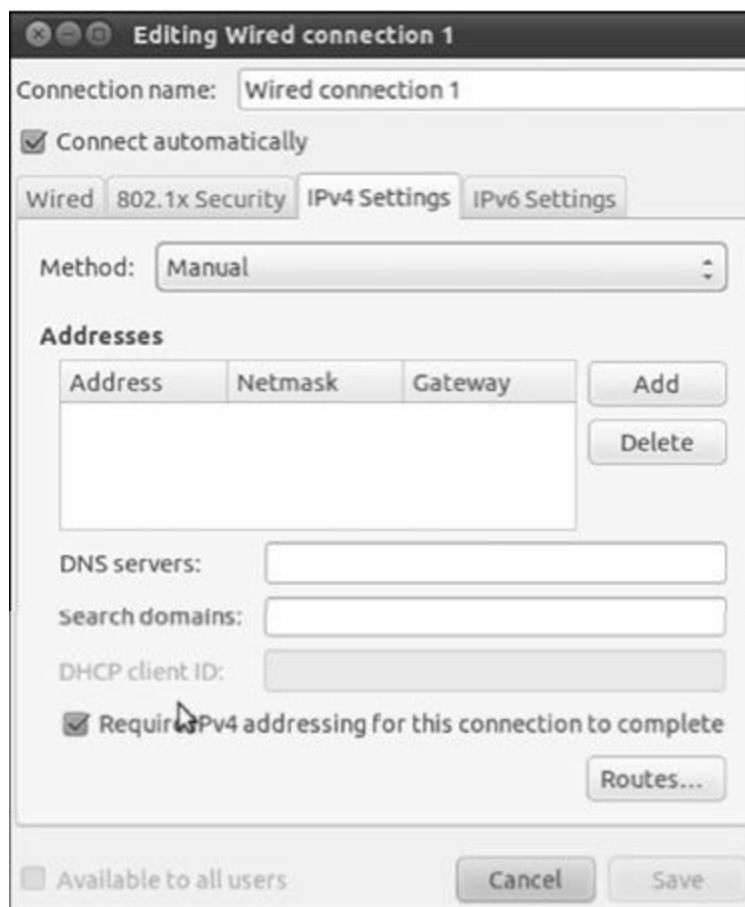 Editing Wired connection 1
Connection name: Wired connection 1
Connect automatically
Wired 802.1x Security IPv4 Settings IPv6 Settings
Method: Manual
Addresses
Address Netmask Gateway Add
Delete
DNS servers:
Search domains:
DHCP client ID:
Require IPv4 addressing for this connection to complete
Routes...
Available to all users Cancel Save